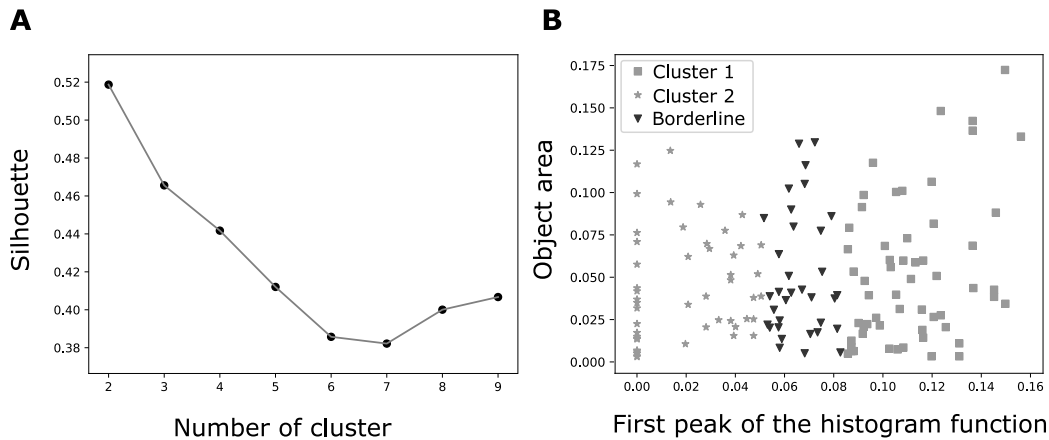 A
0.52
0.50
0.48
0.46
0.44
0.42
0.40
0.38
Silhouette
2 3 4 5 6 7 8 9
Number of cluster
B
0.175
0.150
0.125
0.100
0.075
0.050
0.025
0.000
Object area
Cluster 1
Cluster 2
Borderline
0.00 0.02 0.04 0.06 0.08 0.10 0.12 0.14 0.16
First peak of the histogram function